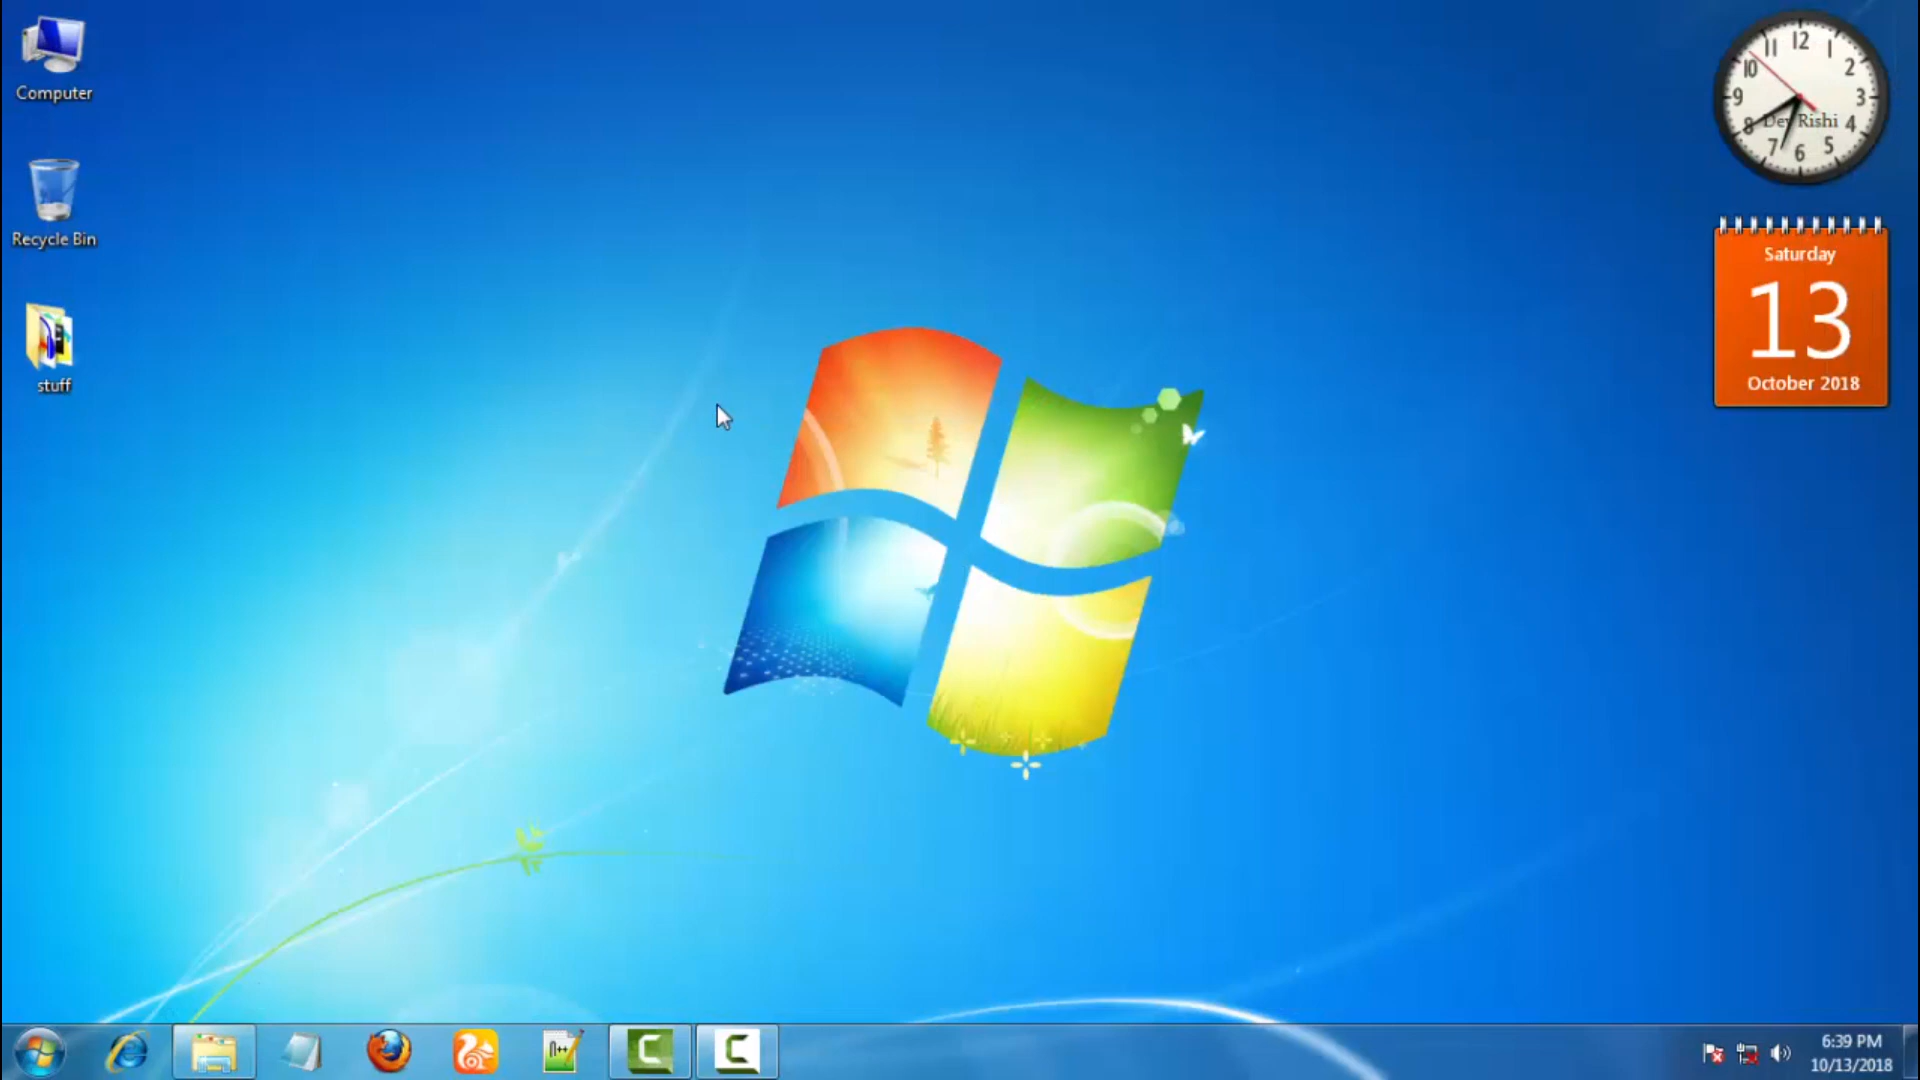 Computer
Recycle Bin
stuff
12
11
1
10
2
9
3
8
Dev Rishi
4
7
5
6
Saturday
13
October 2018
n++
C
C
6:39 PM
10/13/2018